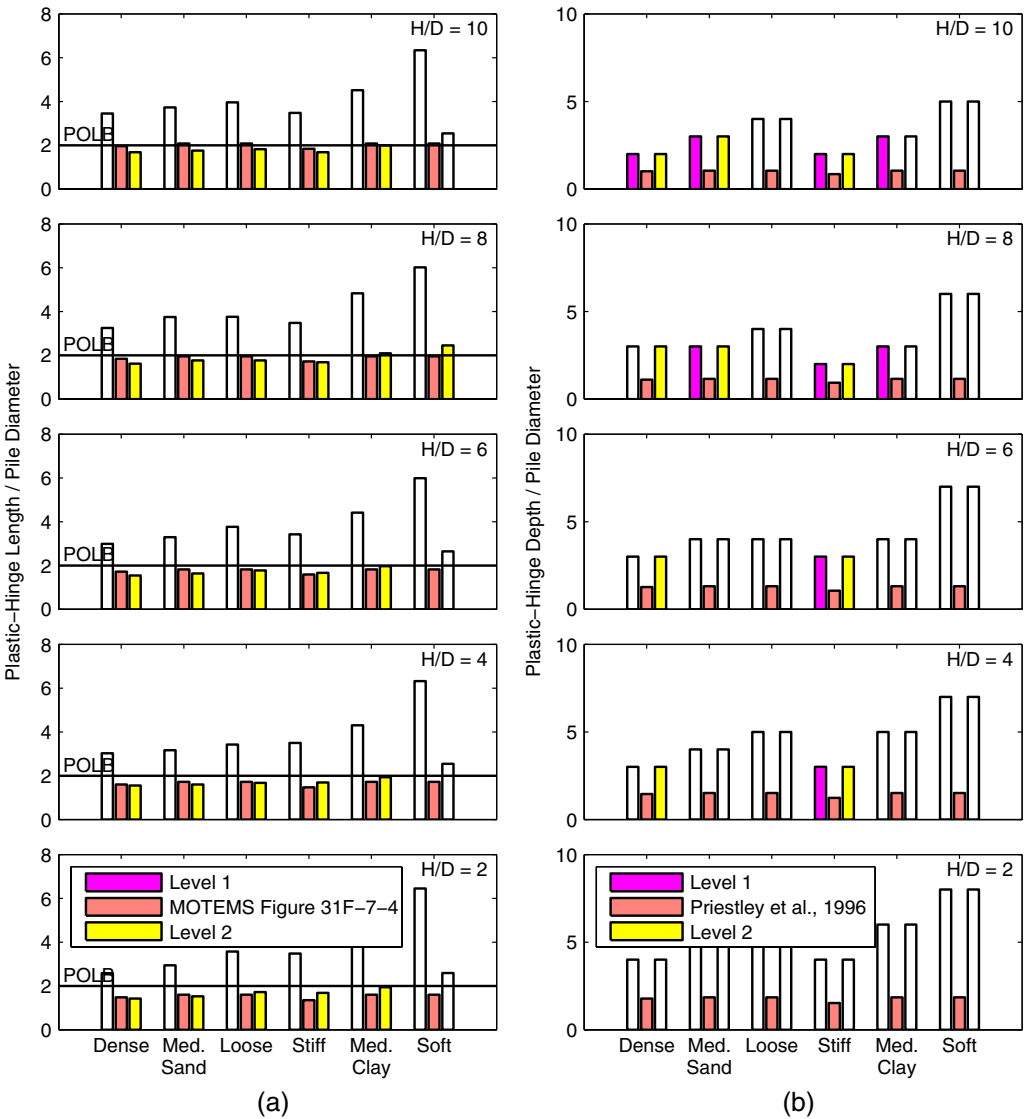 Plastic−Hinge Length / Pile Diameter
8
6
4
2
0
POLB
H/D = 10
8
6
4
2
0
POLB
H/D = 8
8
6
4
2
0
POLB
H/D = 6
8
6
4
2
0
POLB
H/D = 4
8
6
4
2
0
POLB
H/D = 2
Level 1
MOTEMS Figure 31F−7−4
Level 2
Dense Med. Loose Stiff Med. Soft
Sand Clay
(a)
Plastic−Hinge Depth / Pile Diameter
10
5
0
H/D = 10
10
5
0
H/D = 8
10
5
0
H/D = 6
10
5
0
H/D = 4
10
5
0
H/D = 2
Level 1
Priestley et al., 1996
Level 2
Dense Med. Loose Stiff Med. Soft
Sand Clay
(b)